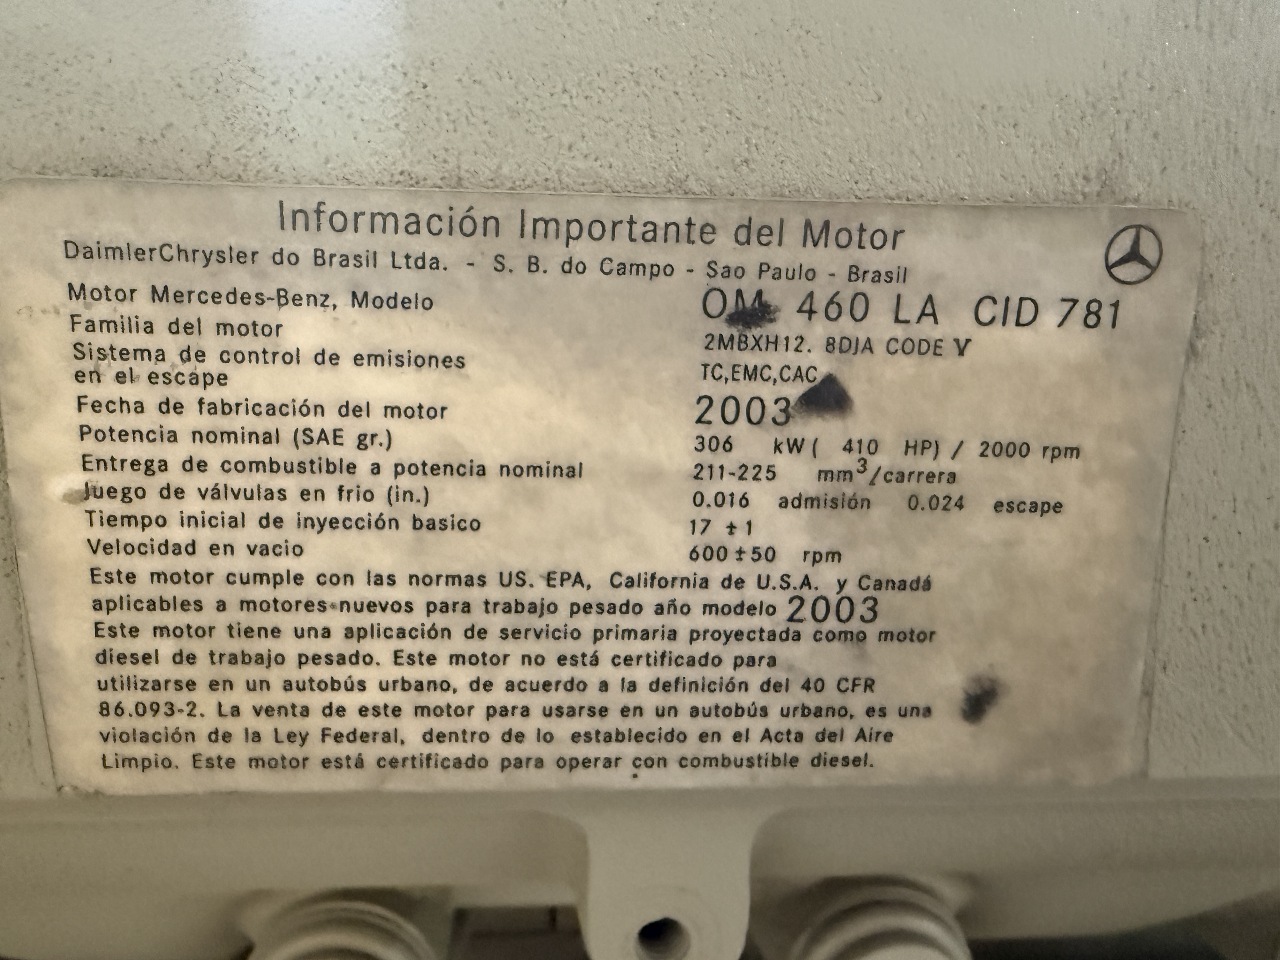 Información Importante del Motor
DaimlerChrysler do Brasil Ltda. - S. B. do Campo - Sao Paulo - Brasil
Motor Mercedes-Benz, Modelo OM 460 LA CID 781
Familia del motor 2MBXH12. 8DJA CODE V
Sistema de control de emisiones
en el escape TC,EMC,CAC
Fecha de fabricación del motor 2003
Potencia nominal (SAE gr.) 306 kW ( 410 HP) / 2000 rpm
Entrega de combustible a potencia nominal 211-225 mm³/carrera
Juego de válvulas en frio (in.) 0.016 admisión 0.024 escape
Tiempo inicial de inyección basico 17 ±1
Velocidad en vacio 600±50 rpm
Este motor cumple con las normas US. EPA, California de U.S.A. y Canadá
aplicables a motores nuevos para trabajo pesado año modelo 2003
Este motor tiene una aplicación de servicio primaria proyectada como motor
diesel de trabajo pesado. Este motor no está certificado para
utilizarse en un autobús urbano, de acuerdo a la definición del 40 CFR
86.093-2. La venta de este motor para usarse en un autobús urbano, es una
violación de la Ley Federal, dentro de lo establecido en el Acta del Aire
Limpio. Este motor está certificado para operar con combustible diesel.